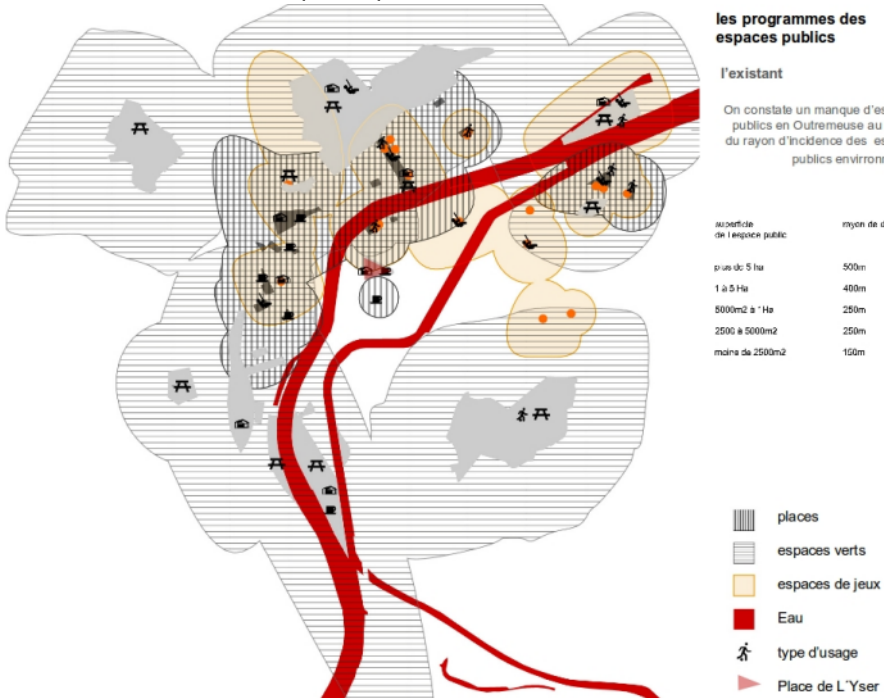 les programmes des
espaces publics
l'existant
On constate un manque d'es
publics en Outremeuse au
du rayon d'incidence des es
publics environ
superficie rayon de d
de l espace public
plus de 5 ha 500m
1 à 5 Ha 400m
5000m2 à 1 Ha 250m
2500 à 5000m2 250m
moins de 2500m2
places
espaces verts
espaces de jeux
Eau
type d'usage
Place de L'Yser